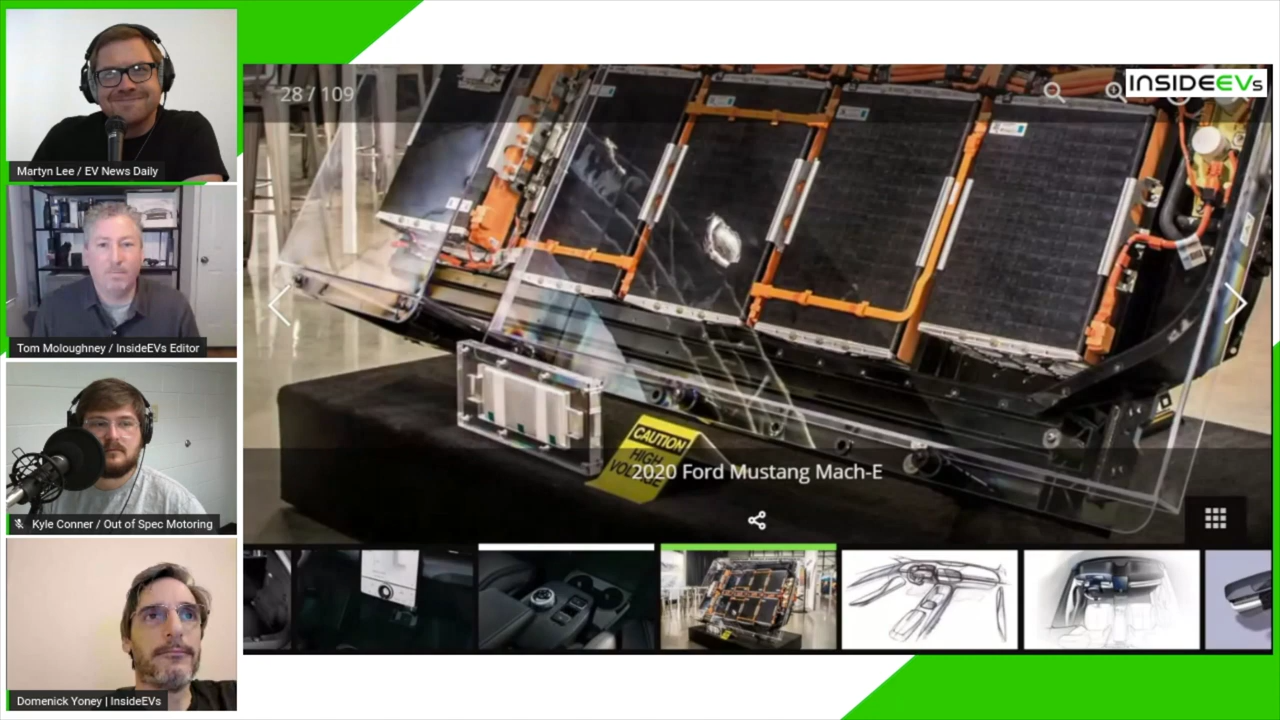 Martyn Lee / EV News Daily
Tom Moloughney / InsideEVs Editor
Kyle Conner / Out of Spec Motoring
Domenick Yoney | InsideEVs
28 / 109
INSIDEEVs
CAUTION
HIGH
VOLTAGE
2020 Ford Mustang Mach-E